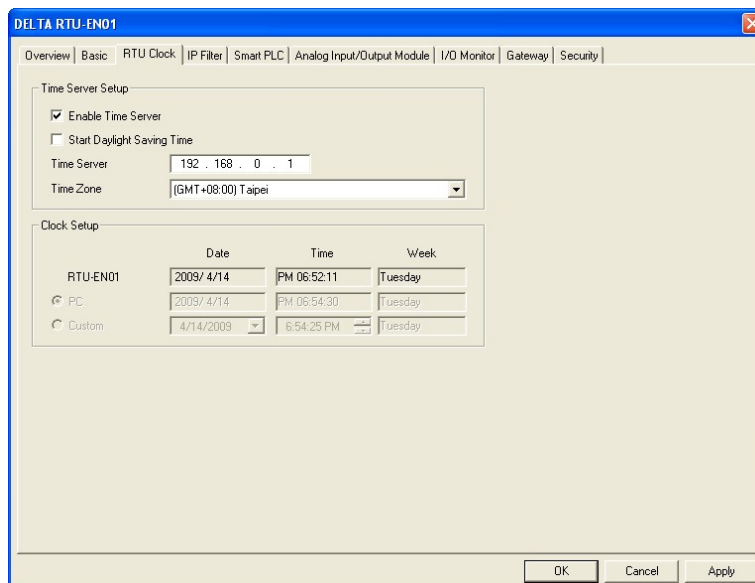 DELTA RTU-EN01
Overview Basic RTU Clock IP Filter Smart PLC Analog Input/Output Module I/O Monitor Gateway Security
Time Server Setup
Enable Time Server
Start Daylight Saving Time
Time Server 192 . 168 . 0 . 1
Time Zone (GMT+08:00) Taipei
Clock Setup
Date Time Week
RTU-EN01 2009/ 4/14 PM 06:52:11 Tuesday
PC 2009/ 4/14 PM 06:54:30 Tuesday
Custom 4/14/2009 6:54:25 PM Tuesday
OK Cancel Apply